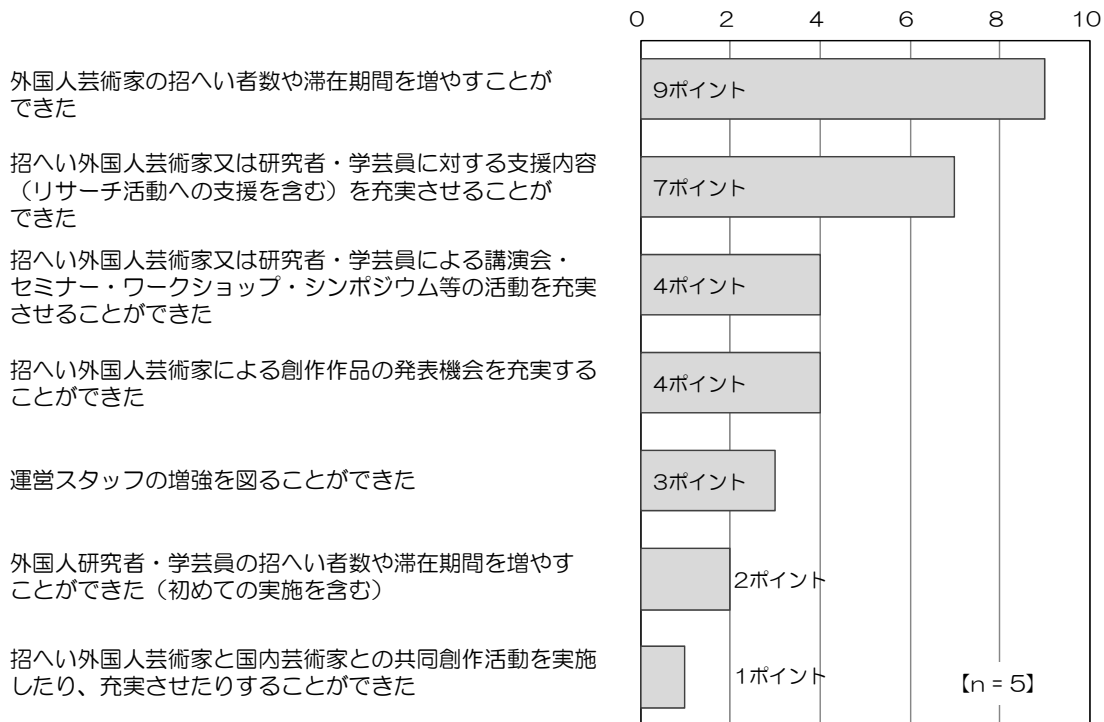 0 2 4 6 8 10
外国人芸術家の招へい者数や滞在期間を増やすことが
できた
9ポイント
招へい外国人芸術家又は研究者・学芸員に対する支援内容
（リサーチ活動への支援を含む）を充実させることが
できた
7ポイント
招へい外国人芸術家又は研究者・学芸員による講演会・
セミナー・ワークショップ・シンポジウム等の活動を充実
させることができた
4ポイント
招へい外国人芸術家による創作作品の発表機会を充実する
ことができた
4ポイント
運営スタッフの増強を図ることができた
3ポイント
外国人研究者・学芸員の招へい者数や滞在期間を増やす
ことができた（初めての実施を含む）
2ポイント
招へい外国人芸術家と国内芸術家との共同創作活動を実施
したり、充実させたりすることができた
1ポイント
【n = 5】